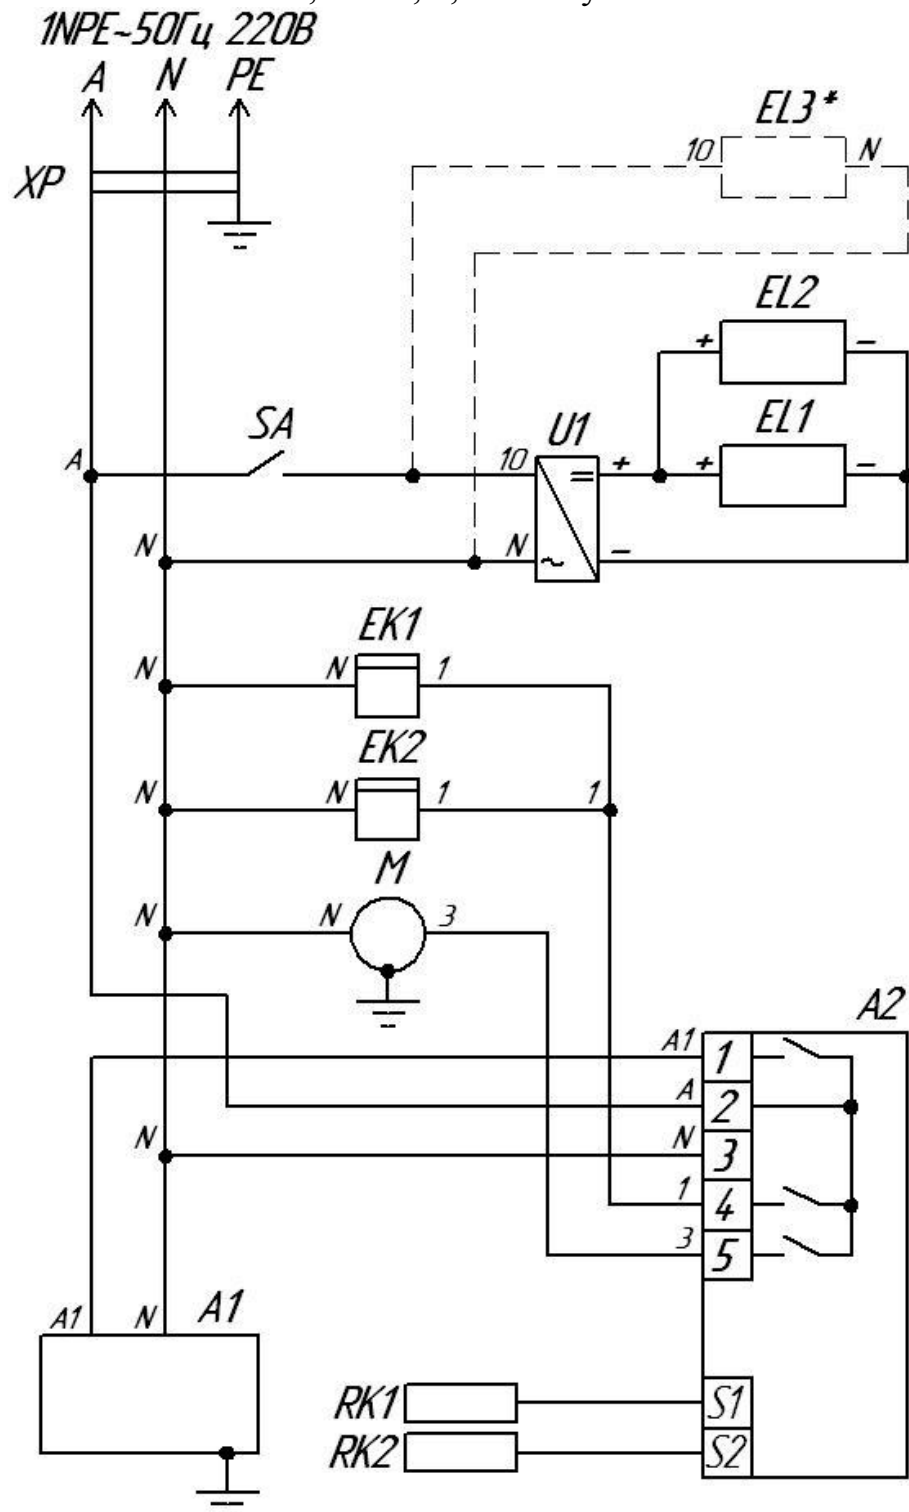 1NPE~50Гц 220В
A N PE
XP
EL3*
10 N
EL2
+ −
EL1
SA
U1
A 10 + + −
=
N N ~ −
EK1
N N 1
EK2
N N 1 1
M
N N 3
A2
A1 1
A 2
N N 3
1 4
3 5
A1 N A1
RK1 S1
RK2 S2